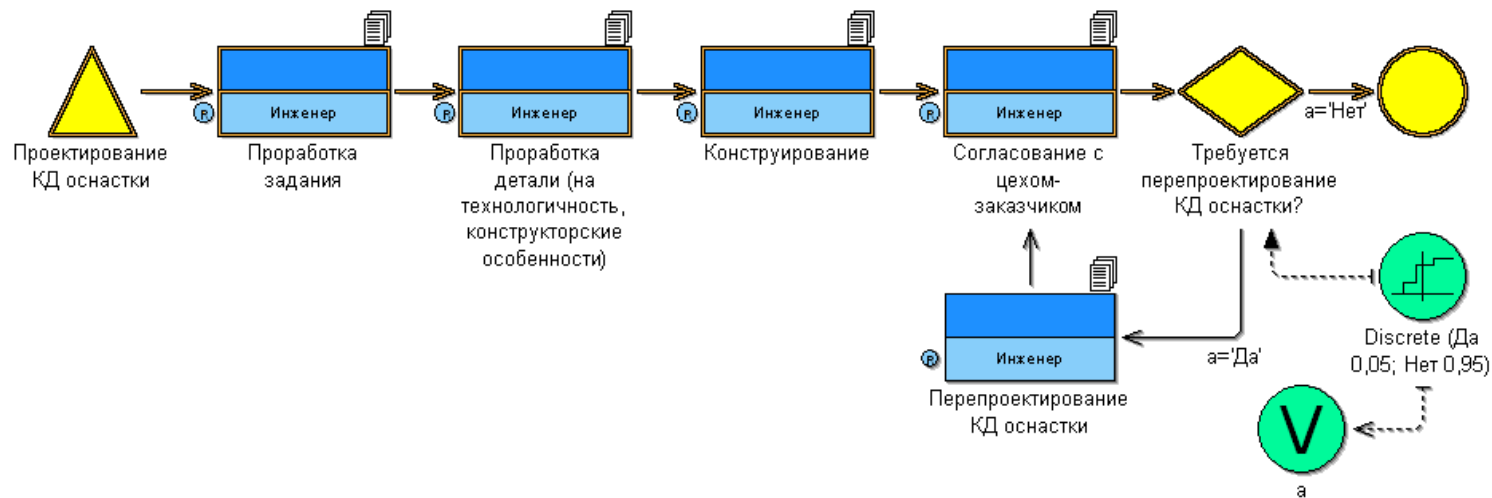 Инженер
Инженер
Инженер
Инженер
a='Нет'
Проектирование
КД оснастки
Проработка
задания
Проработка
детали (на
технологичность,
конструкторские
особенности)
Конструирование
Согласование с
цехом-
заказчиком
Требуется
перепроектирование
КД оснастки?
R
R
R
R
R
Инженер
a='Да'
Перепроектирование
КД оснастки
Discrete (Да
0,05; Нет 0,95)
V
a